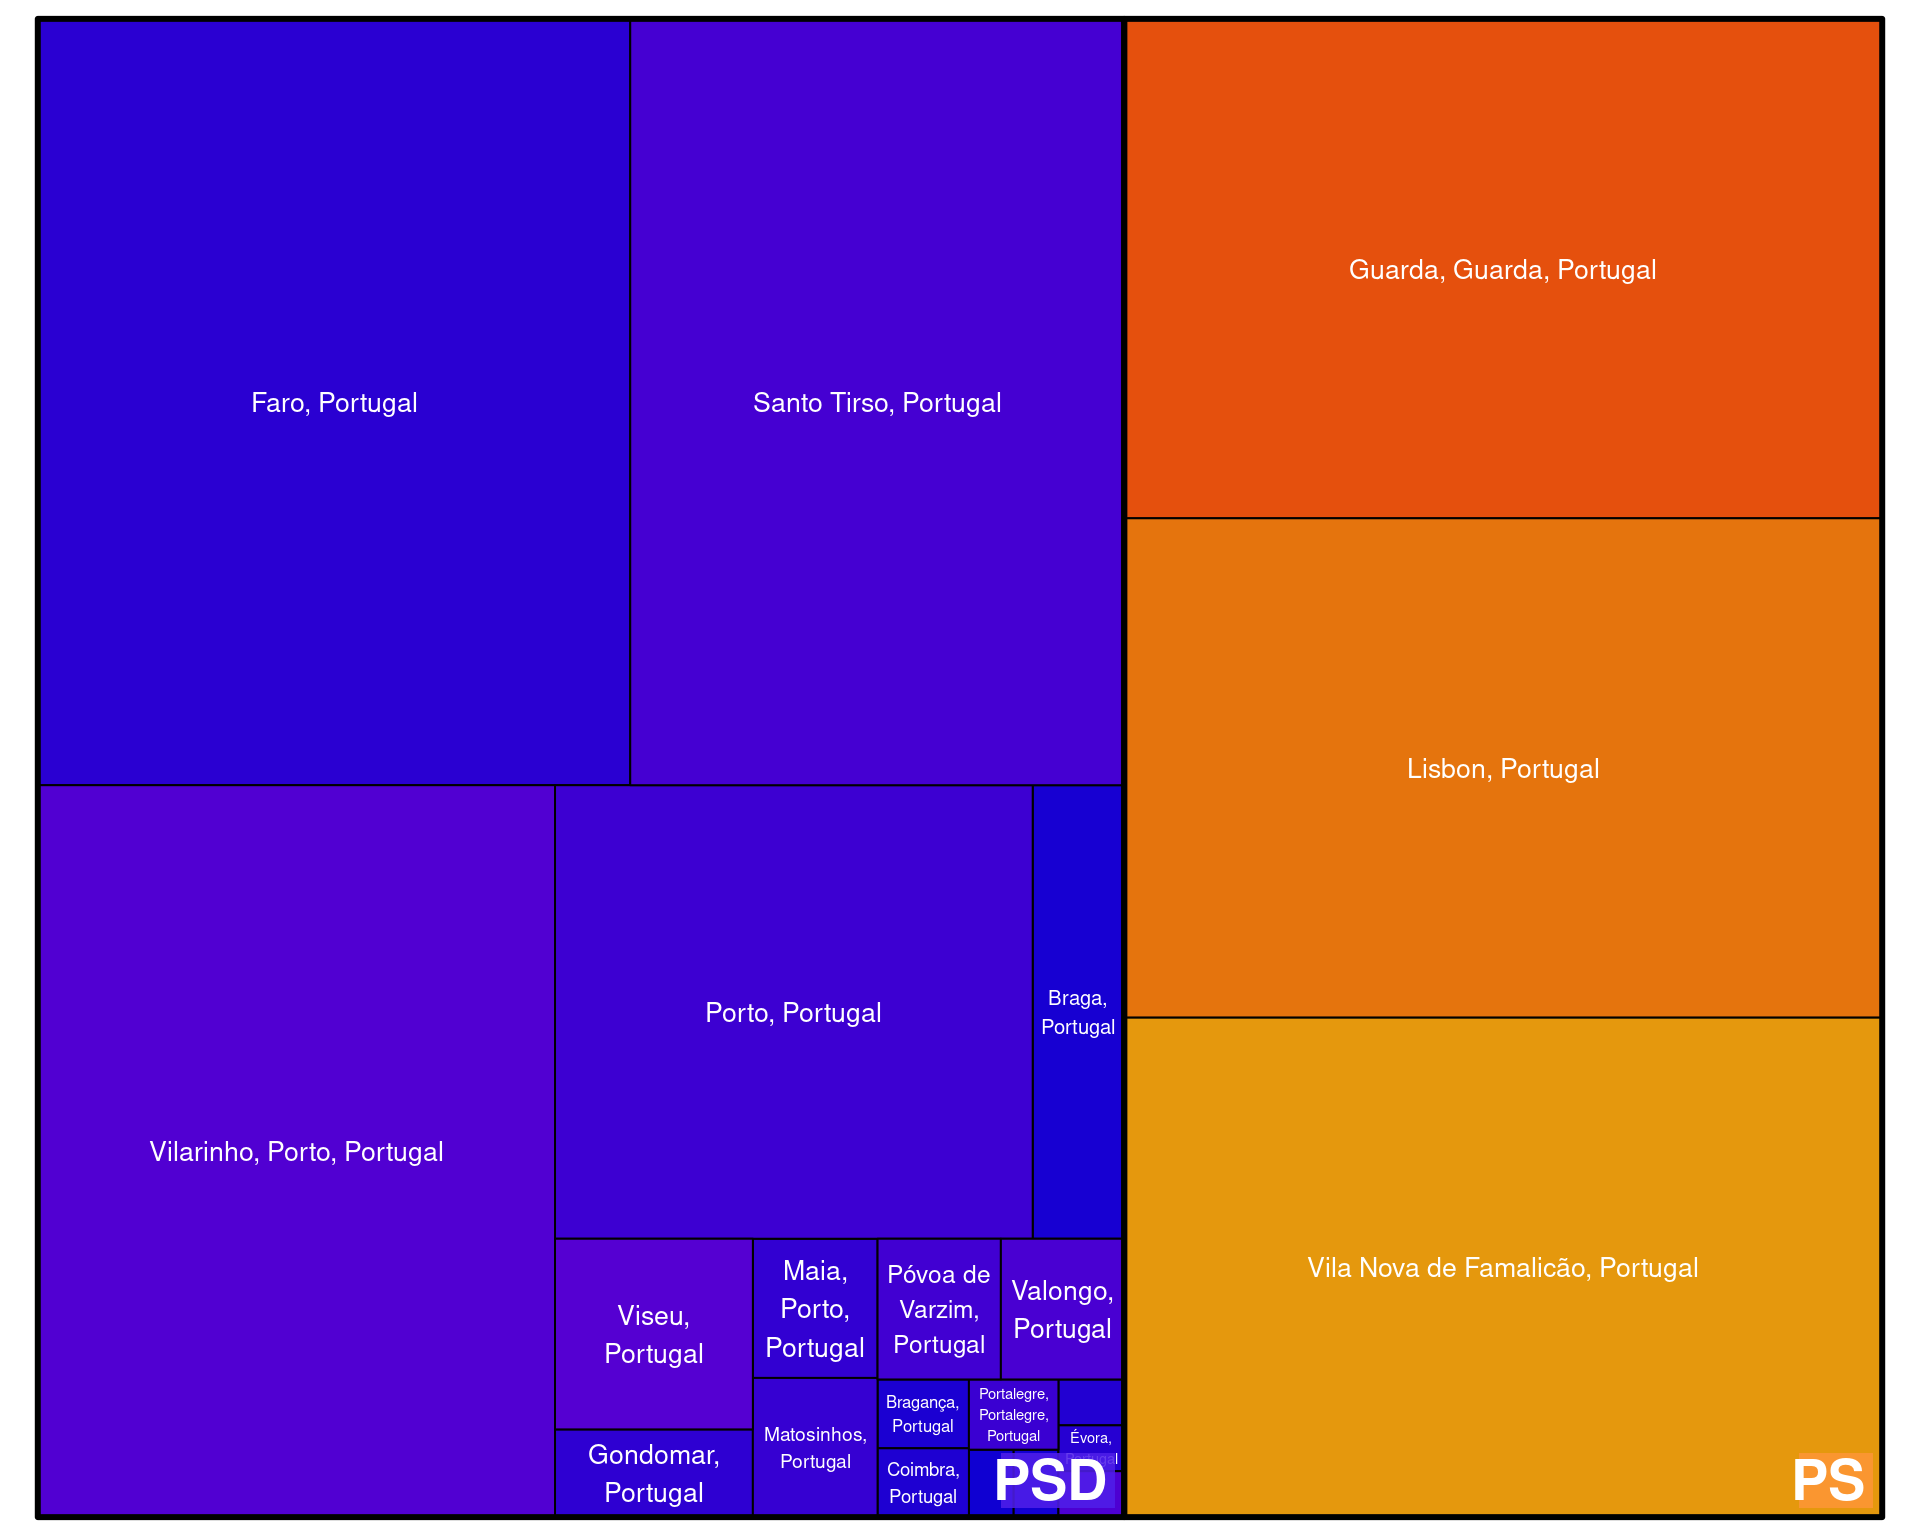 Faro, Portugal
Santo Tirso, Portugal
Guarda, Guarda, Portugal
Lisbon, Portugal
Vilarinho, Porto, Portugal
Porto, Portugal
Braga,
Portugal
Vila Nova de Famalicão, Portugal
Viseu,
Portugal
Maia,
Porto,
Portugal
Póvoa de
Varzim,
Portugal
Valongo,
Portugal
Gondomar,
Portugal
Matosinhos,
Portugal
Bragança,
Portugal
Coimbra,
Portugal
Portalegre,
Portalegre,
Portugal
Évora,
Portugal
PSD
PS